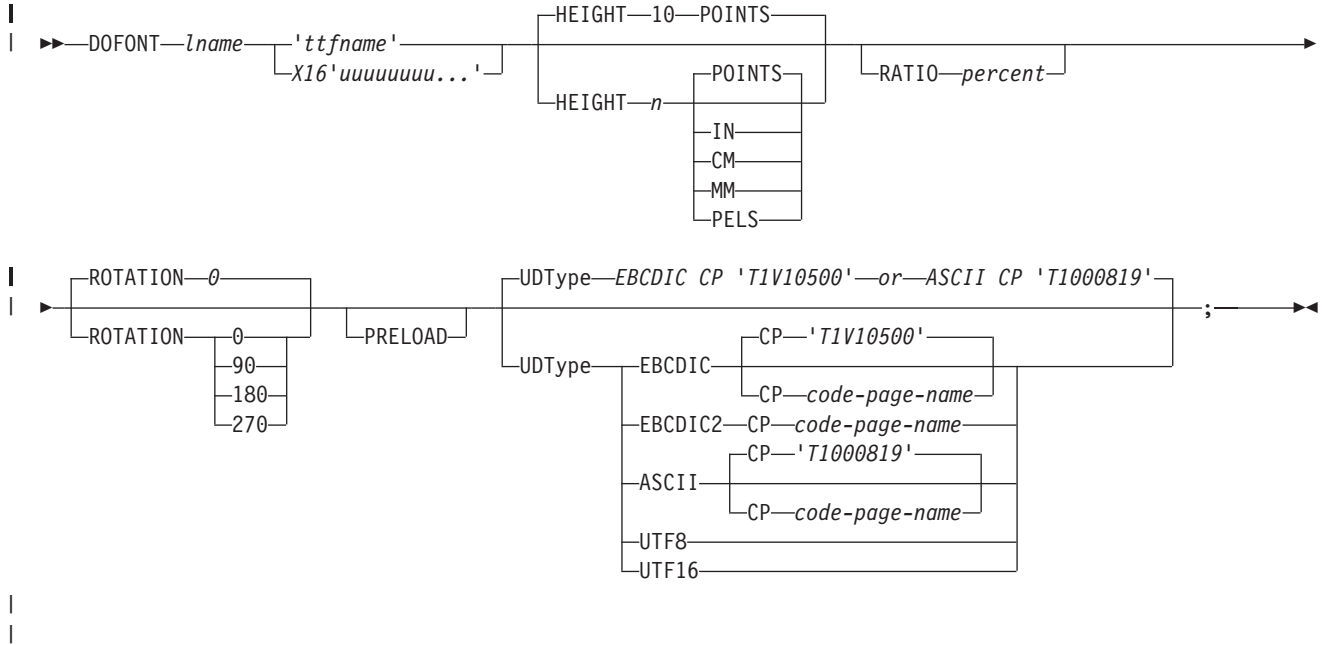 HEIGHT 10 POINTS
DOFONT lname 'ttfname'
X16'uuuuuuuu...' POINTS RATIO percent
HEIGHT n
IN
CM
MM
PELS
ROTATION 0 UDType EBCDIC CP 'T1V10500' or ASCII CP 'T1000819'
;
ROTATION 0 PRELOAD CP 'T1V10500'
90 UDType EBCDIC
180 CP code-page-name
270 EBCDIC2 CP code-page-name
CP 'T1000819'
ASCII
CP code-page-name
UTF8
UTF16